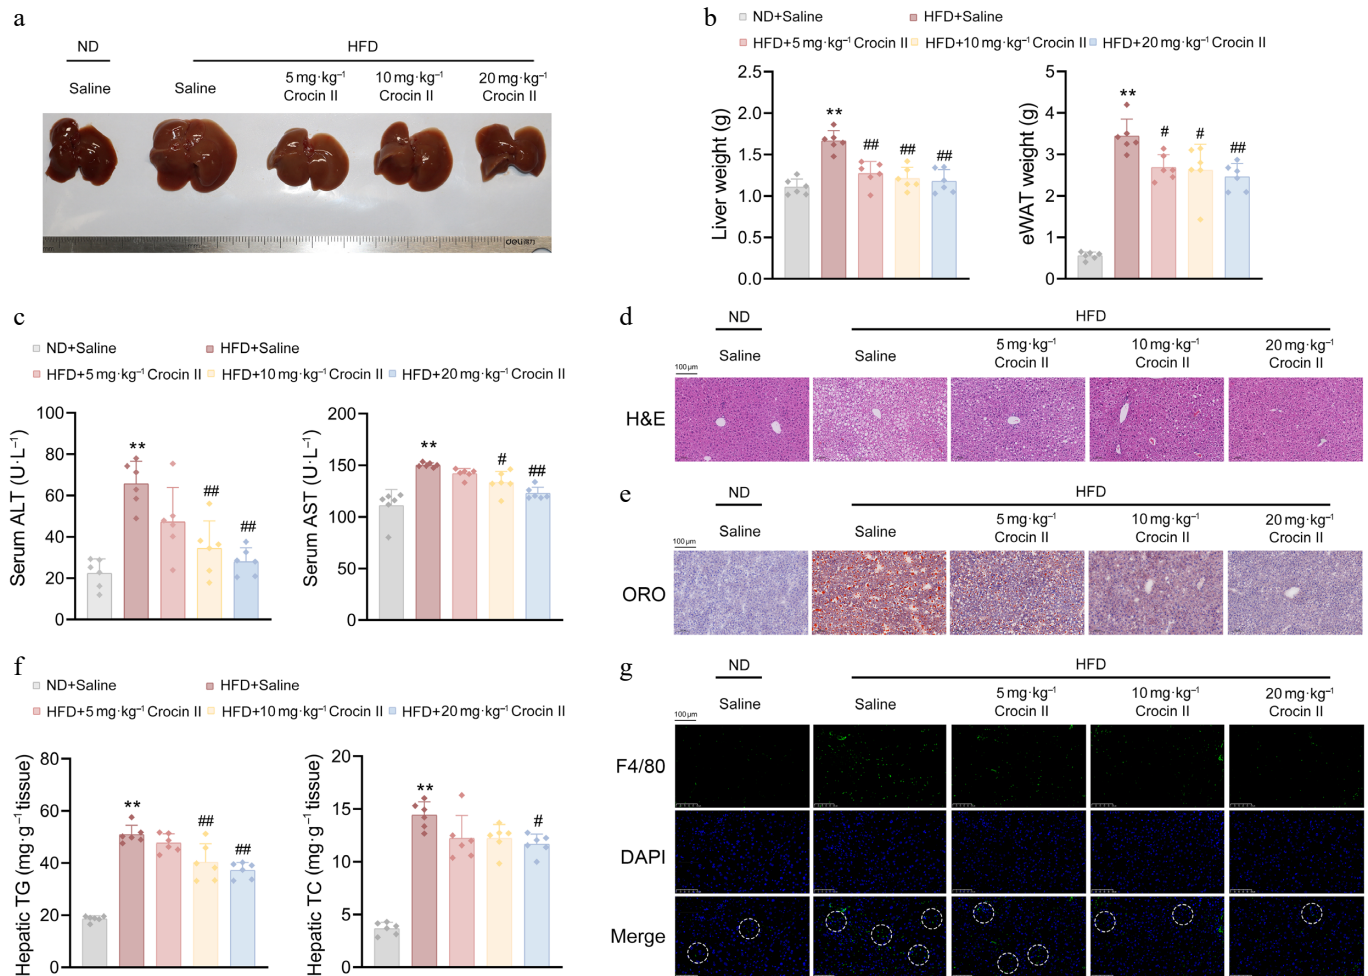 a
ND
HFD
Saline
Saline
5 mg·kg⁻¹
Crocin II
10 mg·kg⁻¹
Crocin II
20 mg·kg⁻¹
Crocin II
deli
b
ND+Saline
HFD+Saline
HFD+5 mg·kg⁻¹ Crocin II
HFD+10 mg·kg⁻¹ Crocin II
HFD+20 mg·kg⁻¹ Crocin II
Liver weight (g)
2.5
2.0
1.5
1.0
0.5
0.0
**
##
##
##
eWAT weight (g)
5
4
3
2
1
0
**
#
#
##
c
ND+Saline
HFD+Saline
HFD+5 mg·kg⁻¹ Crocin II
HFD+10 mg·kg⁻¹ Crocin II
HFD+20 mg·kg⁻¹ Crocin II
Serum ALT (U·L⁻¹)
100
80
60
40
20
0
**
##
##
Serum AST (U·L⁻¹)
200
150
100
50
0
**
#
##
d
ND
HFD
Saline
Saline
5 mg·kg⁻¹
Crocin II
10 mg·kg⁻¹
Crocin II
20 mg·kg⁻¹
Crocin II
100 μm
H&E
e
ND
HFD
Saline
Saline
5 mg·kg⁻¹
Crocin II
10 mg·kg⁻¹
Crocin II
20 mg·kg⁻¹
Crocin II
100 μm
ORO
f
ND+Saline
HFD+Saline
HFD+5 mg·kg⁻¹ Crocin II
HFD+10 mg·kg⁻¹ Crocin II
HFD+20 mg·kg⁻¹ Crocin II
Hepatic TG (mg·g⁻¹tissue)
80
60
40
20
0
**
##
##
Hepatic TC (mg·g⁻¹tissue)
20
15
10
5
0
**
#
g
ND
HFD
Saline
Saline
5 mg·kg⁻¹
Crocin II
10 mg·kg⁻¹
Crocin II
20 mg·kg⁻¹
Crocin II
100 μm
F4/80
DAPI
Merge